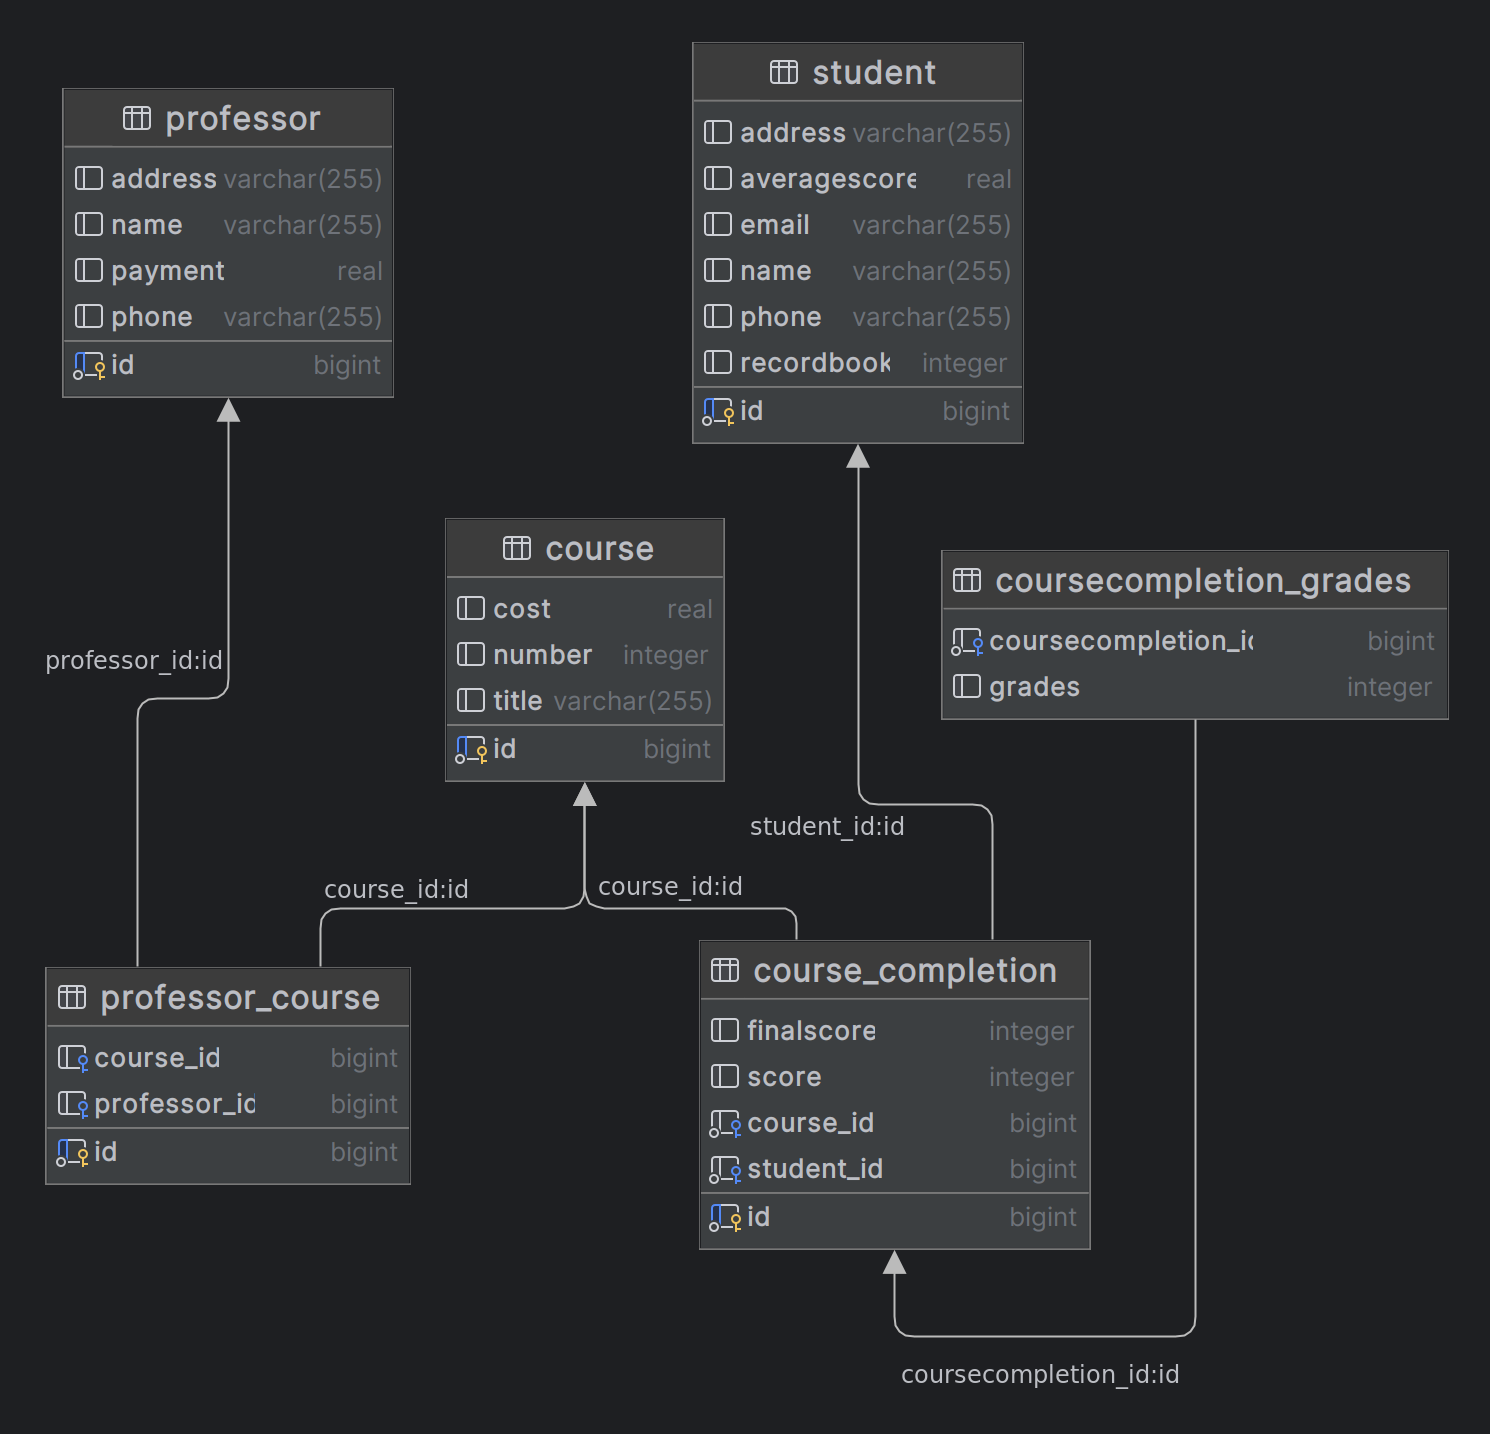 professor
address varchar(255)
name varchar(255)
payment real
phone varchar(255)
id bigint
student
address varchar(255)
averagescore real
email varchar(255)
name varchar(255)
phone varchar(255)
recordbook integer
id bigint
course
cost real
number integer
title varchar(255)
id bigint
coursecompletion_grades
coursecompletion_id bigint
grades integer
professor_id:id
student_id:id
course_id:id
course_id:id
professor_course
course_id bigint
professor_id bigint
id bigint
course_completion
finalscore integer
score integer
course_id bigint
student_id bigint
id bigint
coursecompletion_id:id